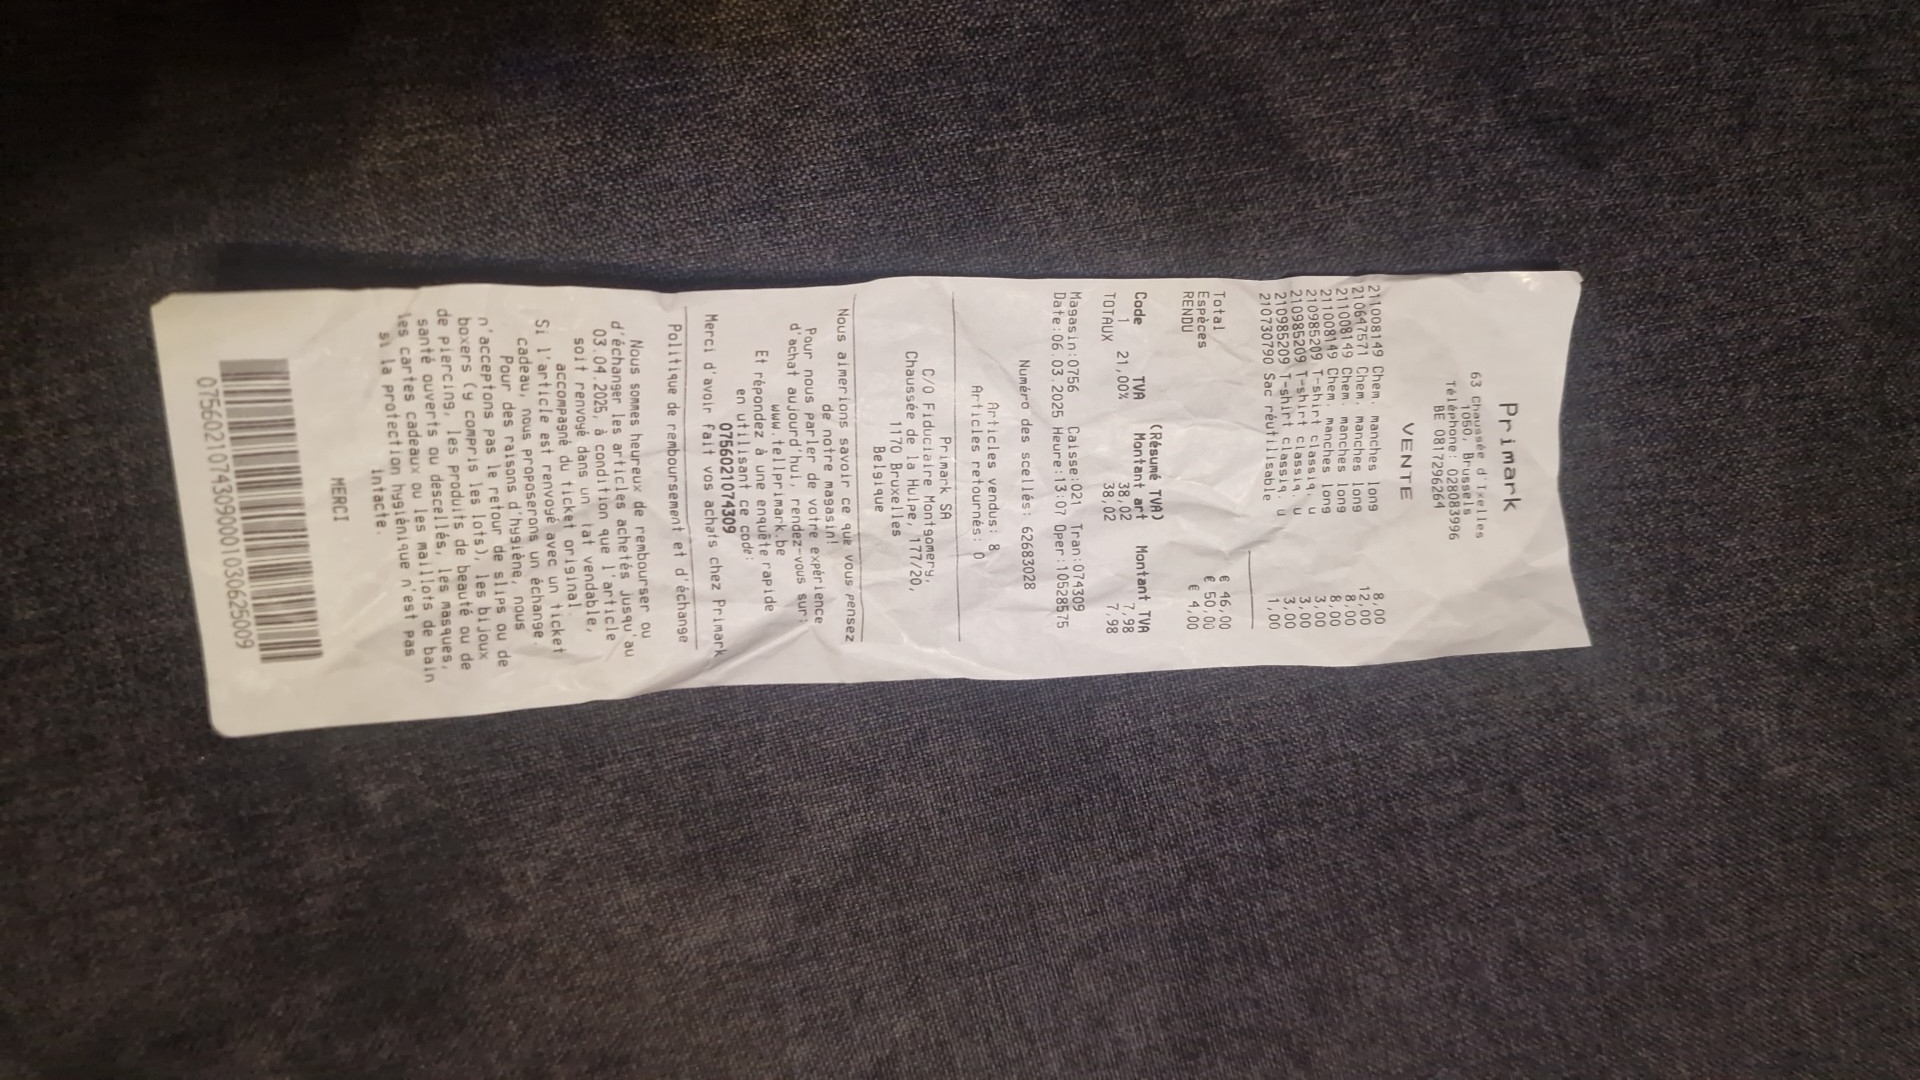 Primark
63 Chaussée d'Ixelles
1050, Brussels
Téléphone: 028083996
BE 0817296264
VENTE
211008149 Chem. manches long 8,00
210647571 Chem. manches long 12,00
211008149 Chem. manches long 8,00
211008149 Chem. manches long 8,00
210985209 T-shirt classiq. u 3,00
210985209 T-shirt classiq. u 3,00
210985209 T-shirt classiq. u 3,00
210730790 Sac réutilisable 1,00
Total € 46,00
Espèces € 50,00
RENDU € 4,00
(Résumé TVA)
Code TVA Montant art Montant TVA
1 21,00% 38,02 7,98
TOTAUX 38,02 7,98
Magasin:0756 Caisse:021 Tran:074309
Date:06.03.2025 Heure:13:07 Oper:10528575
Numéro des scellés: 62683028
Articles vendus: 8
Articles retournés: 0
Primark SA
C/O Fiduciaire Montgomery,
Chaussée de la Hulpe, 177/20,
1170 Bruxelles
Belgique
Nous aimerions savoir ce que vous pensez
de notre magasin!
Pour nous parler de votre expérience
d'achat aujourd'hui, rendez-vous sur:
www.tellprimark.be
Et répondez à une enquête rapide
en utilisant ce code:
0756021074309
Merci d'avoir fait vos achats chez Primark
Politique de remboursement et d'échange
Nous sommes heureux de rembourser ou
d'échanger les articles achetés jusqu'au
03.04.2025, à condition que l'article
soit renvoyé dans un état vendable,
accompagné du ticket original.
Si l'article est renvoyé avec un ticket
cadeau, nous proposerons un échange.
Pour des raisons d'hygiène, nous
n'acceptons pas le retour de slips ou de
boxers (y compris les lots), les bijoux
de piercing, les produits de beauté ou de
santé ouverts ou descellés, les masques,
les cartes cadeaux ou les maillots de bain
si la protection hygiénique n'est pas
intacte.
MERCI
07560210743090001030625009